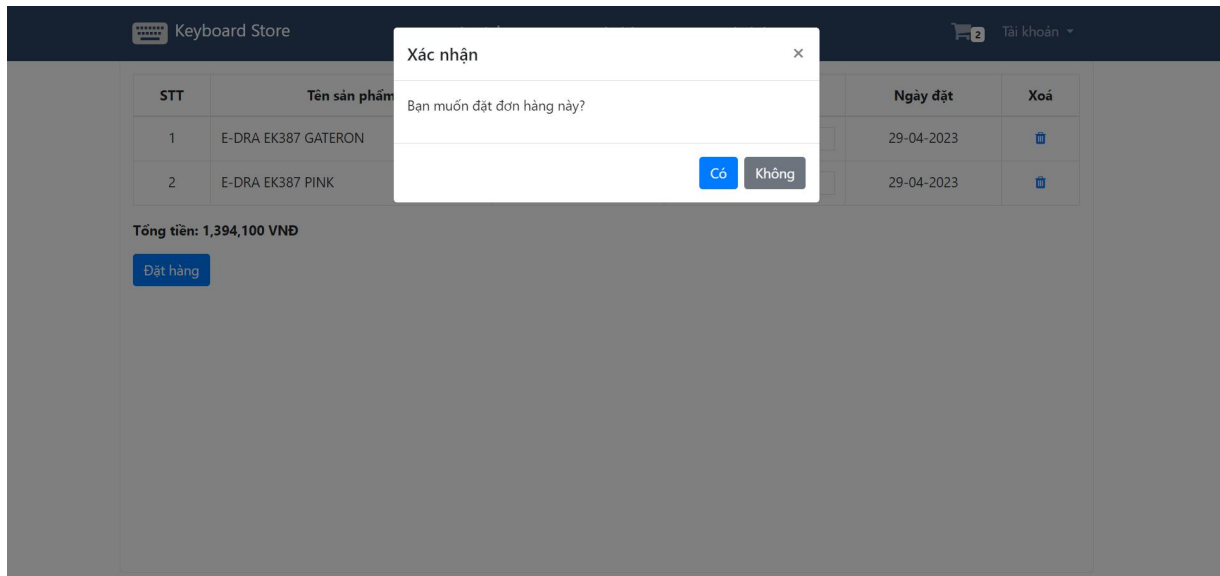 Keyboard Store
2 Tài khoản
Xác nhận ×
Bạn muốn đặt đơn hàng này?
Có Không
STT Tên sản phẩm Ngày đặt Xoá
1 E-DRA EK387 GATERON 29-04-2023
2 E-DRA EK387 PINK 29-04-2023
Tổng tiền: 1,394,100 VNĐ
Đặt hàng